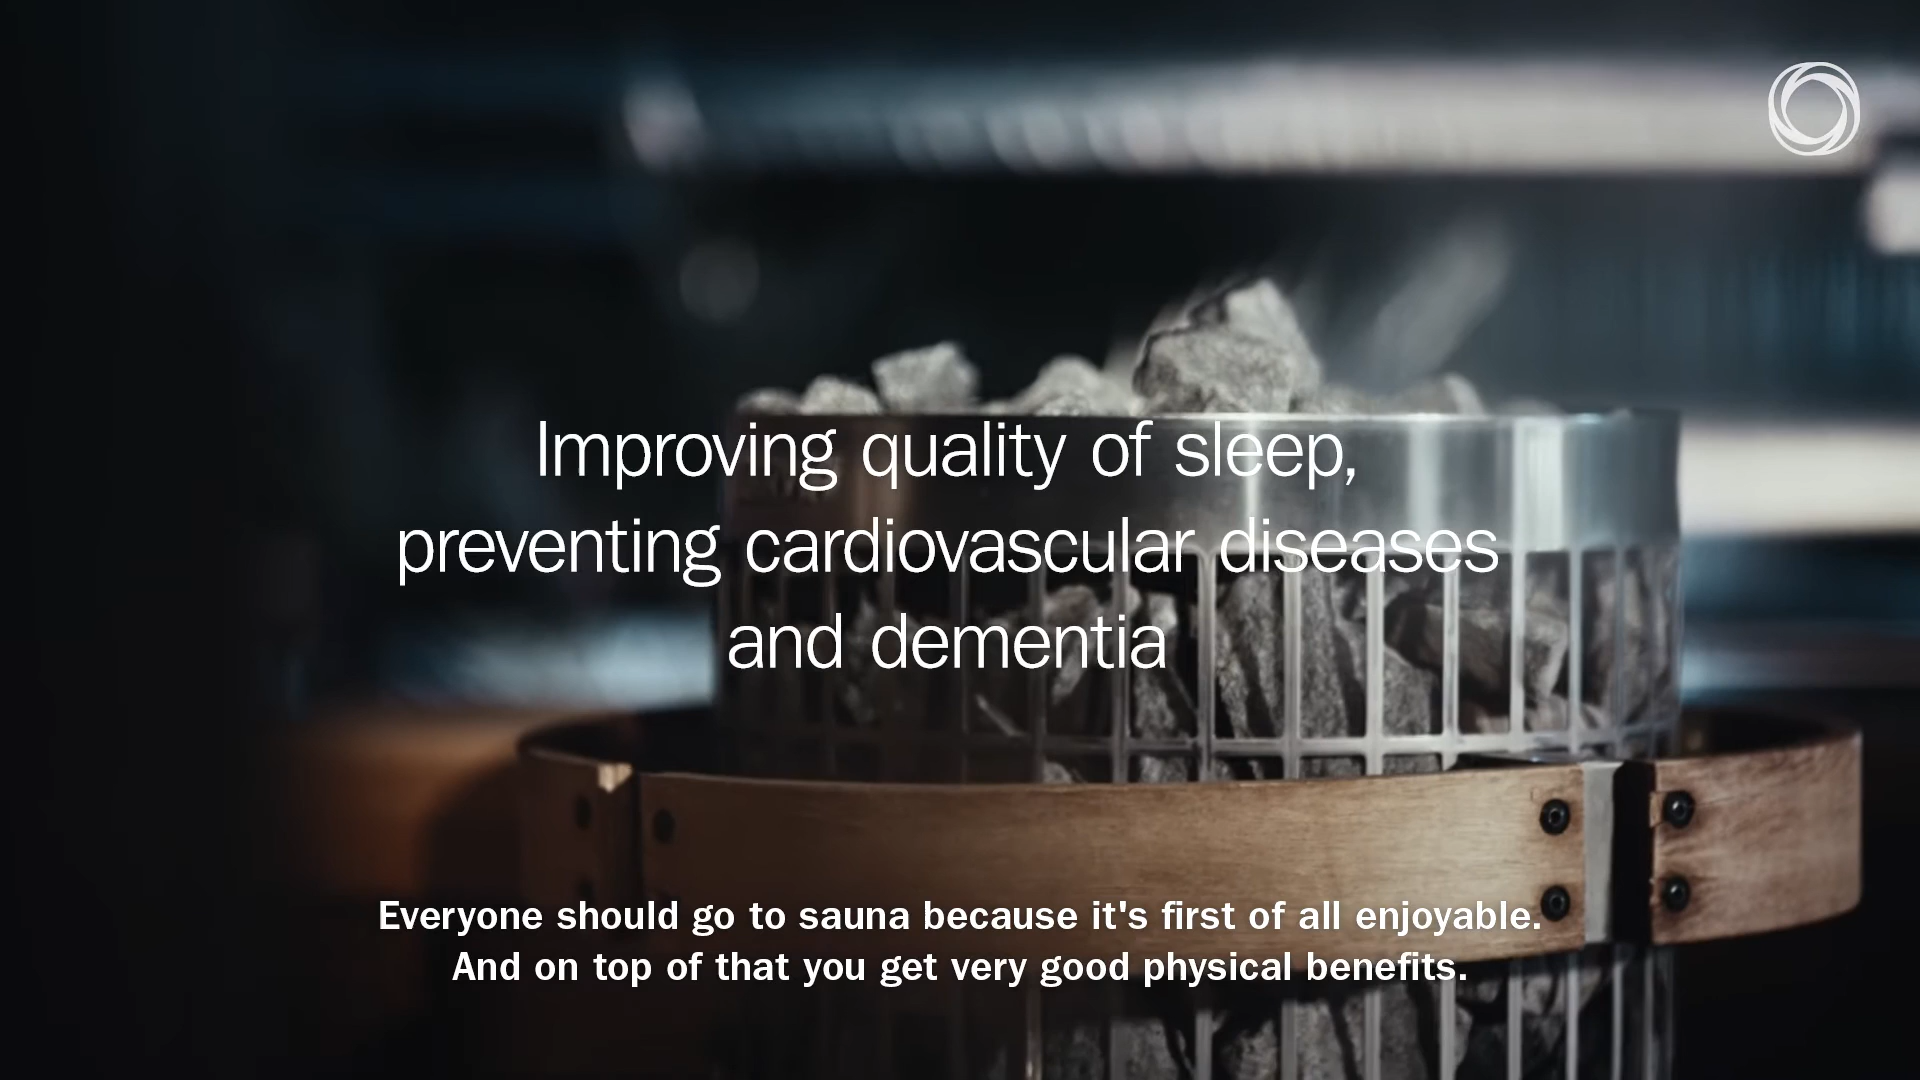 Improving quality of sleep,
preventing cardiovascular diseases
and dementia
Everyone should go to sauna because it's first of all enjoyable.
And on top of that you get very good physical benefits.